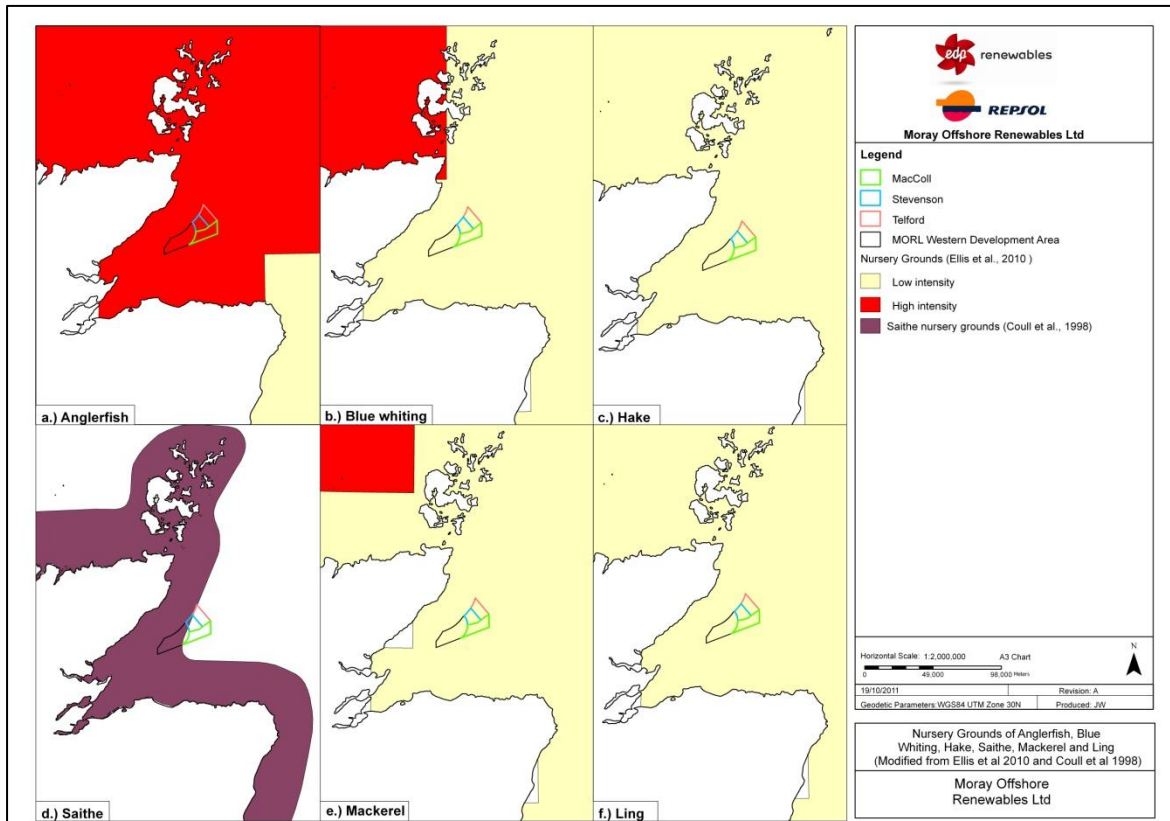 a.) Anglerfish
b.) Blue whiting
c.) Hake
d.) Saithe
e.) Mackerel
f.) Ling
edp renewables
REPSOL
Moray Offshore Renewables Ltd
Legend
MacColl
Stevenson
Telford
MORL Western Development Area
Nursery Grounds (Ellis et al., 2010 )
Low intensity
High intensity
Saithe nursery grounds (Coull et al., 1998)
N
Horizontal Scale: 1:2,000,000 A3 Chart
0 49,000 98,000 Meters
19/10/2011 Revision: A
Geodetic Parameters:WGS84 UTM Zone 30N Produced: JW
Nursery Grounds of Anglerfish, Blue
Whiting, Hake, Saithe, Mackerel and Ling
(Modified from Ellis et al 2010 and Coull et al 1998)
Moray Offshore
Renewables Ltd